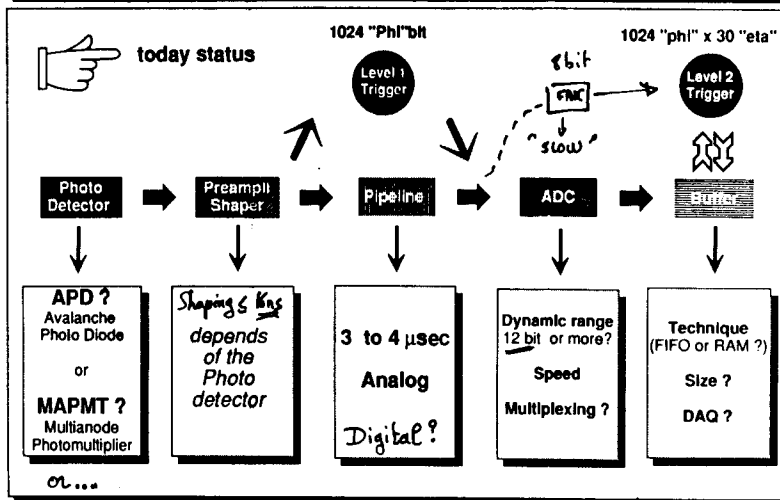 today status
1024 "Phi"bit
1024 "phi" x 30 "eta"
Level 1
Trigger
8bit
"slow"
Level 2
Trigger
Photo
Detector
Preampli
Shaper
Pipeline
ADC
Buffer
APD ?
Avalanche
Photo Diode
or
MAPMT ?
Multianode
Photomultiplier
or...
Shaping ≤
depends
of the
Photo
detector
3 to 4 µsec
Analog
Digital ?
Dynamic range
12 bit or more?
Speed
Multiplexing ?
Technique
(FIFO or RAM ?)
Size ?
DAQ ?